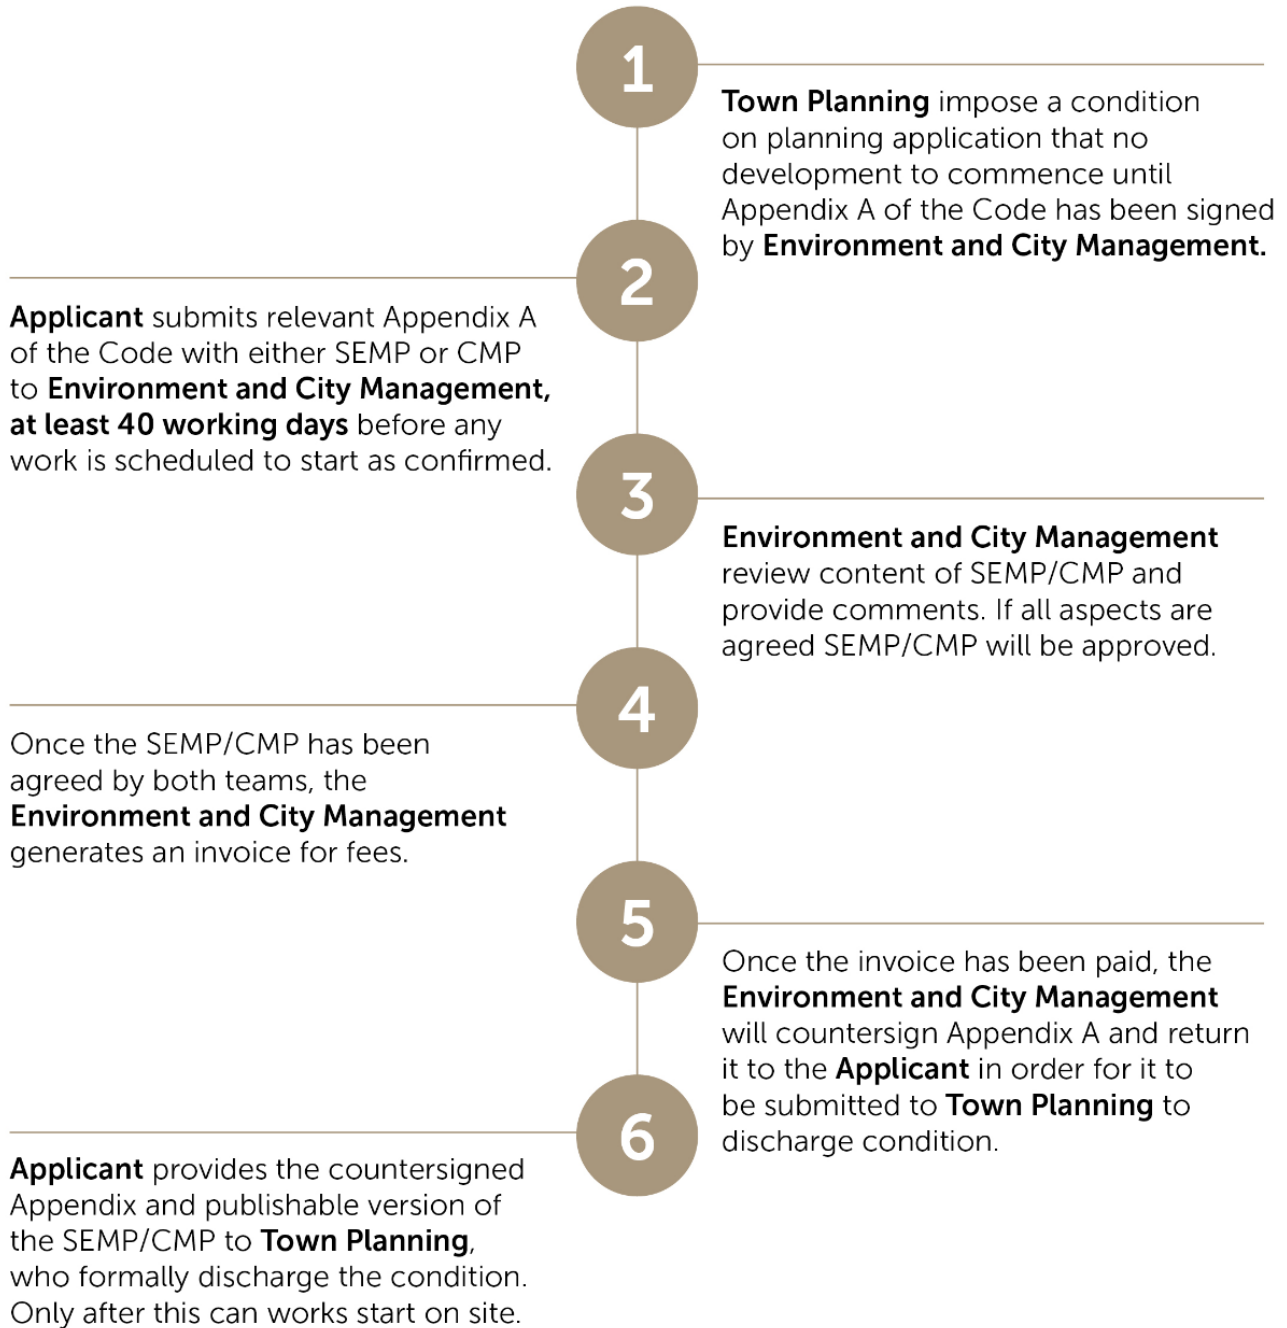 1
Town Planning impose a condition
on planning application that no
development to commence until
Appendix A of the Code has been signed
by Environment and City Management.
2
Applicant submits relevant Appendix A
of the Code with either SEMP or CMP
to Environment and City Management,
at least 40 working days before any
work is scheduled to start as confirmed.
3
Environment and City Management
review content of SEMP/CMP and
provide comments. If all aspects are
agreed SEMP/CMP will be approved.
4
Once the SEMP/CMP has been
agreed by both teams, the
Environment and City Management
generates an invoice for fees.
5
Once the invoice has been paid, the
Environment and City Management
will countersign Appendix A and return
it to the Applicant in order for it to
be submitted to Town Planning to
discharge condition.
6
Applicant provides the countersigned
Appendix and publishable version of
the SEMP/CMP to Town Planning,
who formally discharge the condition.
Only after this can works start on site.